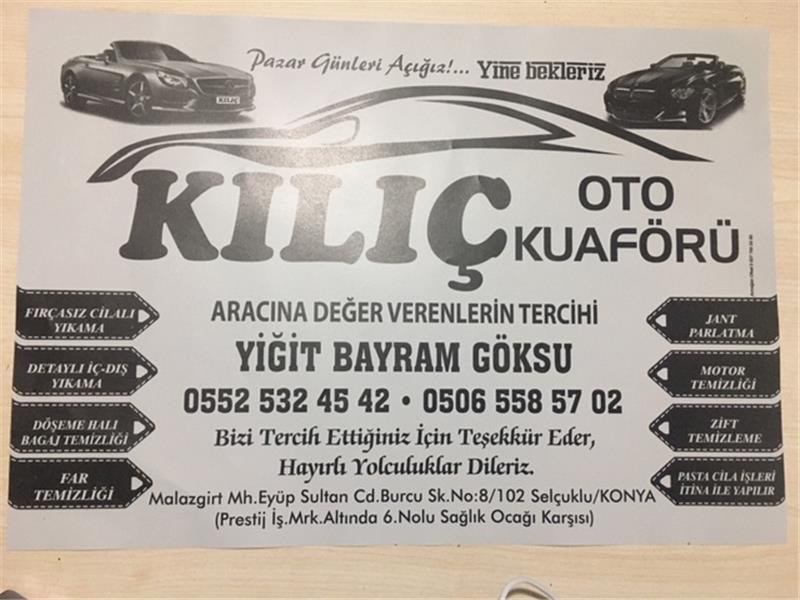 Pazar Günleri Açığız!... Yine bekleriz
KILIÇ
KILIÇ
OTO
KUAFÖRÜ
ARACINA DEĞER VERENLERİN TERCİHİ
YİĞİT BAYRAM GÖKSU
0552 532 45 42 • 0506 558 57 02
Bizi Tercih Ettiğiniz İçin Teşekkür Eder,
Hayırlı Yolculuklar Dileriz.
Malazgirt Mh.Eyüp Sultan Cd.Burcu Sk.No:8/102 Selçuklu/KONYA
(Prestij İş.Mrk.Altında 6.Nolu Sağlık Ocağı Karşısı)
FIRÇASIZ CİLALI
YIKAMA
DETAYLI İÇ-DIŞ
YIKAMA
DÖŞEME HALI
BAGAJ TEMİZLİĞİ
FAR
TEMİZLİĞİ
JANT
PARLATMA
MOTOR
TEMİZLİĞİ
ZİFT
TEMİZLEME
PASTA CİLA İŞLERİ
İTİNA İLE YAPILIR